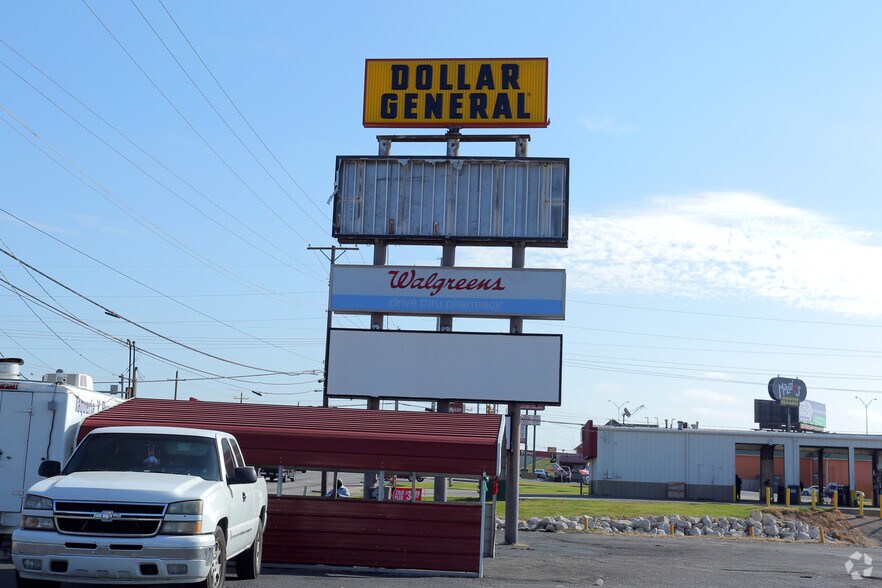 DOLLAR
GENERAL
Walgreens
drive thru pharmacy